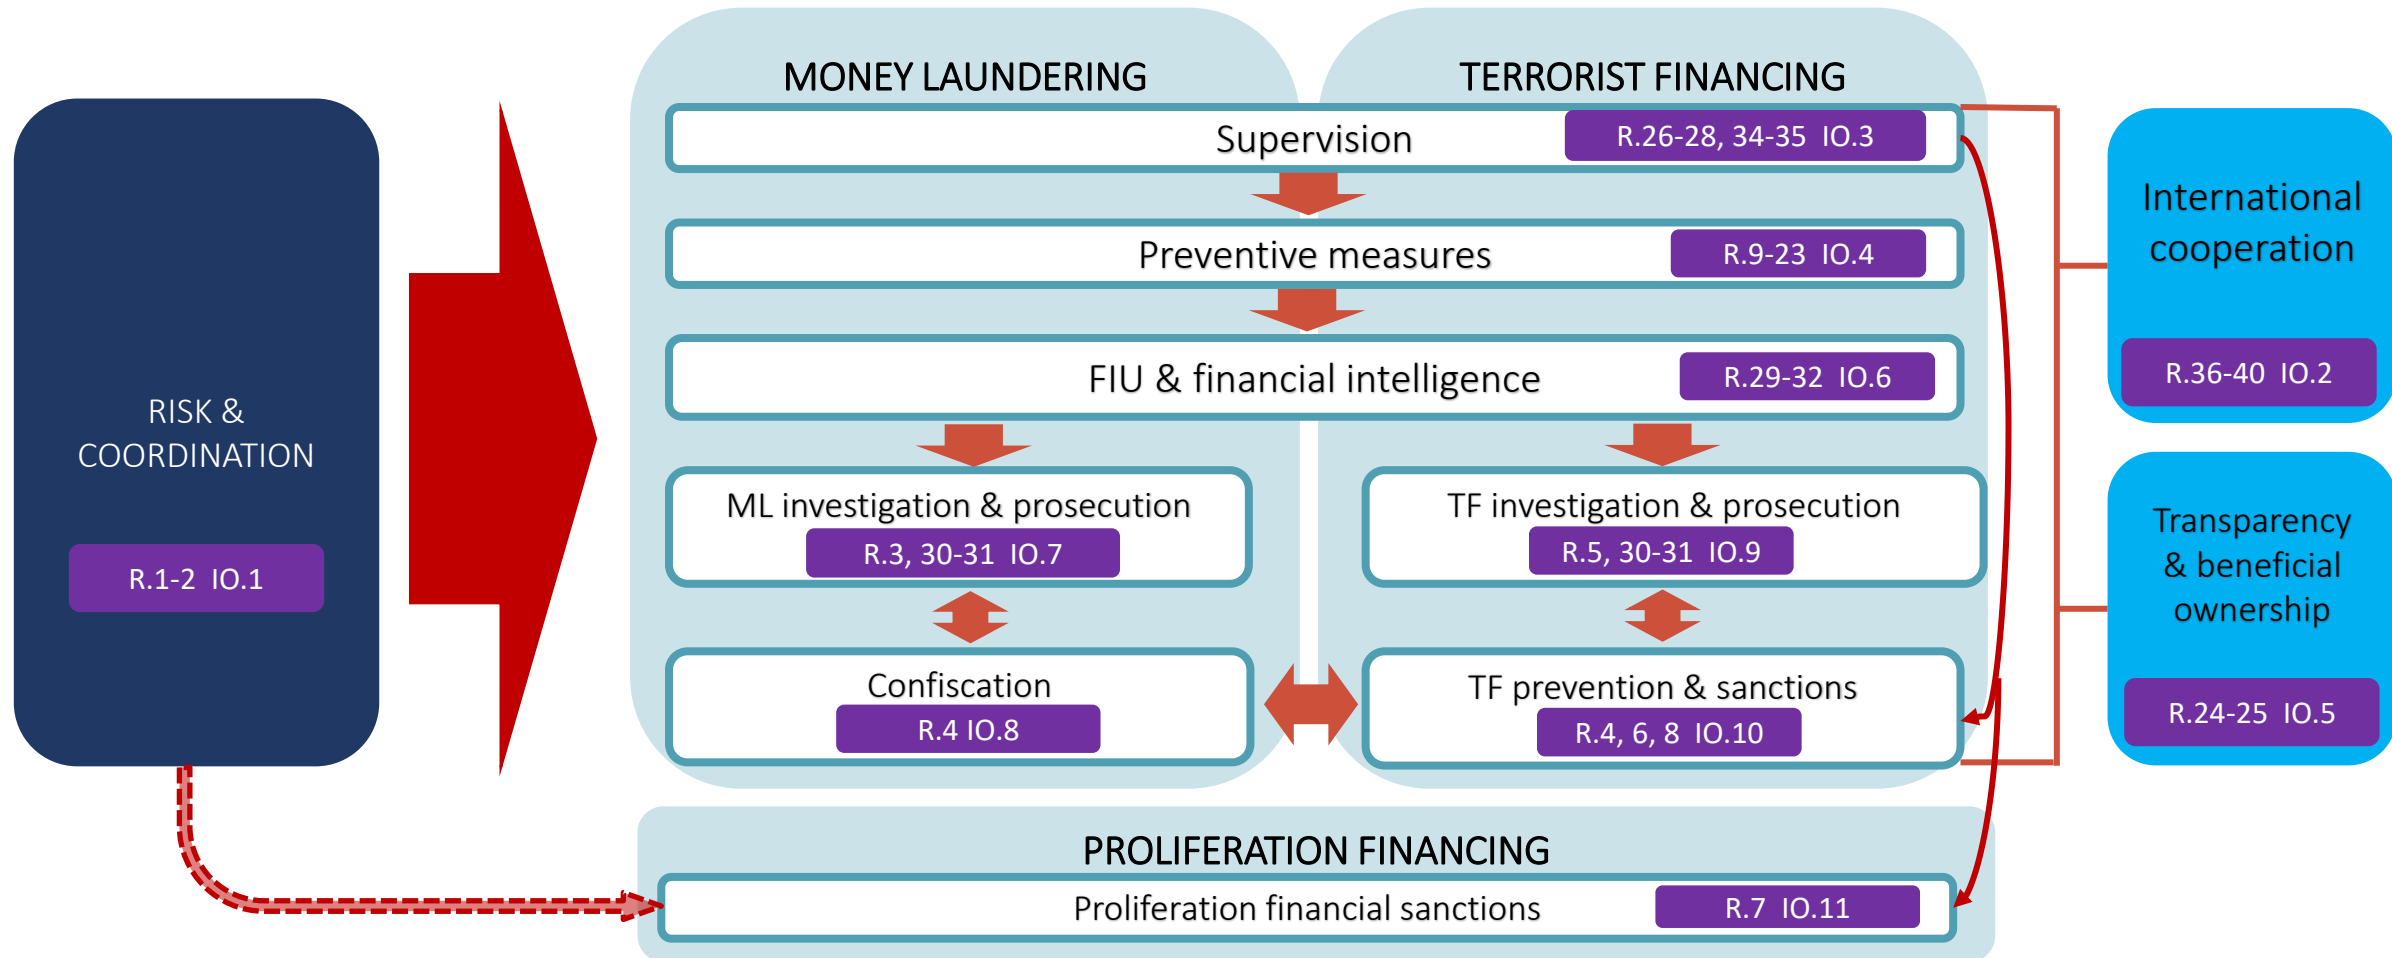 RISK &
COORDINATION
R.1-2 IO.1
MONEY LAUNDERING
TERRORIST FINANCING
Supervision
R.26-28, 34-35 IO.3
Preventive measures
R.9-23 IO.4
FIU & financial intelligence
R.29-32 IO.6
ML investigation & prosecution
R.3, 30-31 IO.7
TF investigation & prosecution
R.5, 30-31 IO.9
Confiscation
R.4 IO.8
TF prevention & sanctions
R.4, 6, 8 IO.10
PROLIFERATION FINANCING
Proliferation financial sanctions
R.7 IO.11
International
cooperation
R.36-40 IO.2
Transparency
& beneficial
ownership
R.24-25 IO.5